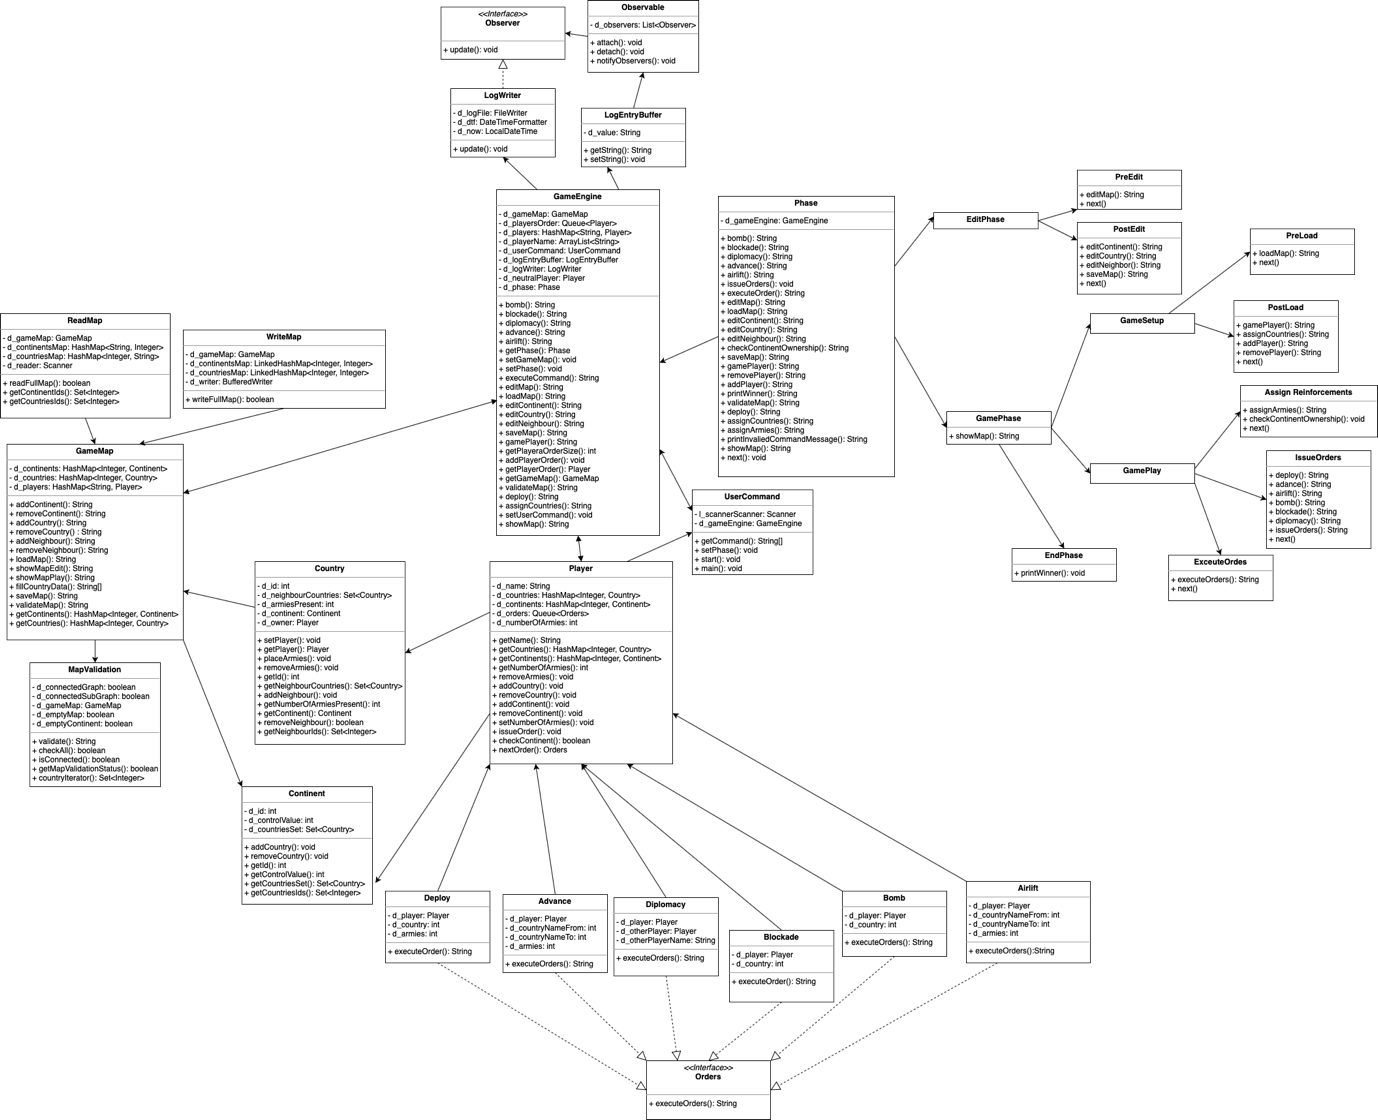 <<Interface>>
Observer
+ update(): void
Observable
- d_observers: List<Observer>
+ attach(): void
+ detach(): void
+ notifyObservers(): void
LogWriter
- d_logFile: FileWriter
- d_dtf: DateTimeFormatter
- d_now: LocalDateTime
+ update(): void
LogEntryBuffer
- d_value: String
+ getString(): String
+ setString(): void
GameEngine
- d_gameMap: GameMap
- d_playersOrder: Queue<Player>
- d_players: HashMap<String, Player>
- d_playerName: ArrayList<String>
- d_userCommand: UserCommand
- d_logEntryBuffer: LogEntryBuffer
- d_logWriter: LogWriter
- d_neutralPlayer: Player
- d_phase: Phase
+ bomb(): String
+ blockade(): String
+ diplomacy(): String
+ advance(): String
+ airlift(): String
+ getPhase(): Phase
+ setGameMap(): void
+ setPhase(): void
+ executeCommand(): String
+ editMap(): String
+ loadMap(): String
+ editContinent(): String
+ editCountry(): String
+ editNeighbour(): String
+ saveMap(): String
+ gamePlayer(): String
+ getPlayeraOrderSize(): int
+ addPlayerOrder(): void
+ getPlayerOrder(): Player
+ getGameMap(): GameMap
+ validateMap(): String
+ deploy(): String
+ assignCountries(): String
+ setUserCommand(): void
+ showMap(): String
Phase
- d_gameEngine: GameEngine
+ bomb(): String
+ blockade(): String
+ diplomacy(): String
+ advance(): String
+ airlift(): String
+ issueOrders(): void
+ executeOrder(): String
+ editMap(): String
+ loadMap(): String
+ editContinent(): String
+ editCountry(): String
+ editNeighbour(): String
+ checkContinentOwnership(): String
+ saveMap(): String
+ gamePlayer(): String
+ removePlayer(): String
+ addPlayer(): String
+ printWinner(): String
+ validateMap(): String
+ deploy(): String
+ assignCountries(): String
+ assignArmies(): String
+ printInvaliedCommandMessage(): String
+ showMap(): String
+ next(): void
EditPhase
PreEdit
+ editMap(): String
+ next()
PostEdit
+ editContinent(): String
+ editCountry(): String
+ editNeighbor(): String
+ saveMap(): String
+ next()
PreLoad
+ loadMap(): String
+ next()
GameSetup
PostLoad
+ gamePlayer(): String
+ assignCountries(): String
+ addPlayer(): String
+ removePlayer(): String
+ next()
Assign Reinforcements
+ assignArmies(): String
+ checkContinentOwnership(): void
+ next()
GamePhase
+ showMap(): String
GamePlay
IssueOrders
+ deploy(): String
+ adance(): String
+ airlift(): String
+ bomb(): String
+ blockade(): String
+ diplomacy(): String
+ issueOrders(): String
+ next()
EndPhase
+ printWinner(): void
ExceuteOrdes
+ executeOrders(): Stneg
+ next()
ReadMap
- d_gameMap: GameMap
- d_continentsMap: HashMap<String, Integer>
- d_countriesMap: HashMap<Integer, String>
- d_reader: Scanner
+ readFullMap(): boolean
+ getContinentIds(): Set<Integer>
+ getCountriesIds(): Set<Integer>
WriteMap
- d_gameMap: GameMap
- d_continentsMap: LinkedHashMap<Integer, Integer>
- d_countriesMap: LinkedHashMap<Integer, Integer>
- d_writer: BufferedWriter
+ writeFullMap(): boolean
GameMap
- d_continents: HashMap<Integer, Continent>
- d_countries: HashMap<Integer, Country>
- d_players: HashMap<String, Player>
+ addContinent(): String
+ removeContinent(): String
+ addCountry(): String
+ removeCountry() : String
+ addNeighbour(): String
+ removeNeighbour(): String
+ loadMap(): String
+ showMapEdit(): String
+ showMapPlay(): String
+ fillCountryData(): String[]
+ saveMap(): String
+ validateMap(): String
+ getContinents(): HashMap<Integer, Continent>
+ getCountries(): HashMap<Integer, Country>
UserCommand
- l_scannerScanner: Scanner
- d_gameEngine: GameEngine
+ getCommand(): String[]
+ setPhase(): void
+ start(): void
+ main(): void
Country
- d_id: int
- d_neighbourCountries: Set<Country>
- d_armiesPresent: int
- d_continent: Continent
- d_owner: Player
+ setPlayer(): void
+ getPlayer(): Player
+ placeArmies(): void
+ removeArmies(): void
+ getId(): int
+ getNeighbourCountries(): Set<Country>
+ addNeighbour(): void
+ getNumberOfArmiesPresent(): int
+ getContinent(): Continent
+ removeNeighbour(): boolean
+ getNeighbourIds(): Set<Integer>
Player
- d_name: String
- d_countries: HashMap<Integer, Country>
- d_continents: HashMap<Integer, Continent>
- d_orders: Queue<Orders>
- d_numberOfArmies: int
+ getName(): String
+ getCountries(): HashMap<Integer, Country>
+ getContinents(): HashMap<Integer, Continent>
+ getNumberOfArmies(): int
+ removeArmies(): void
+ addCountry(): void
+ removeCountry(): void
+ addContinent(): void
+ removeContinent(): void
+ setNumberOfArmies(): void
+ issueOrder(): void
+ checkContinent(): boolean
+ nextOrder(): Orders
MapValidation
- d_connectedGraph: boolean
- d_connectedSubGraph: boolean
- d_gameMap: GameMap
- d_emptyMap: boolean
- d_emptyContinent: boolean
+ validate(): String
+ checkAll(): boolean
+ isConnected(): boolean
+ getMapValidationStatus(): boolean
+ countryIterator(): Set<Integer>
Continent
- d_id: int
- d_controlValue: int
- d_countriesSet: Set<Country>
+ addCountry(): void
+ removeCountry(): void
+ getId(): int
+ getControlValue(): int
+ getCountriesSet(): Set<Country>
+ getCountriesIds(): Set<Integer>
Deploy
- d_player: Player
- d_country: int
- d_armies: int
+ executeOrder(): String
Advance
- d_player: Player
- d_countryNameFrom: int
- d_countryNameTo: int
- d_armies: int
+ executeOrders(): String
Diplomacy
- d_player: Player
- d_otherPlayer: Player
- d_otherPlayerName: String
+ executeOrders(): String
Blockade
- d_player: Player
- d_country: int
+ executeOrder(): String
Bomb
- d_player: Player
- d_country: int
+ executeOrders(): String
Airlift
- d_player: Player
- d_countryNameFrom: int
- d_countryNameTo: int
- d_armies: int
+ executeOrders():String
<<Interface>>
Orders
+ executeOrders(): String